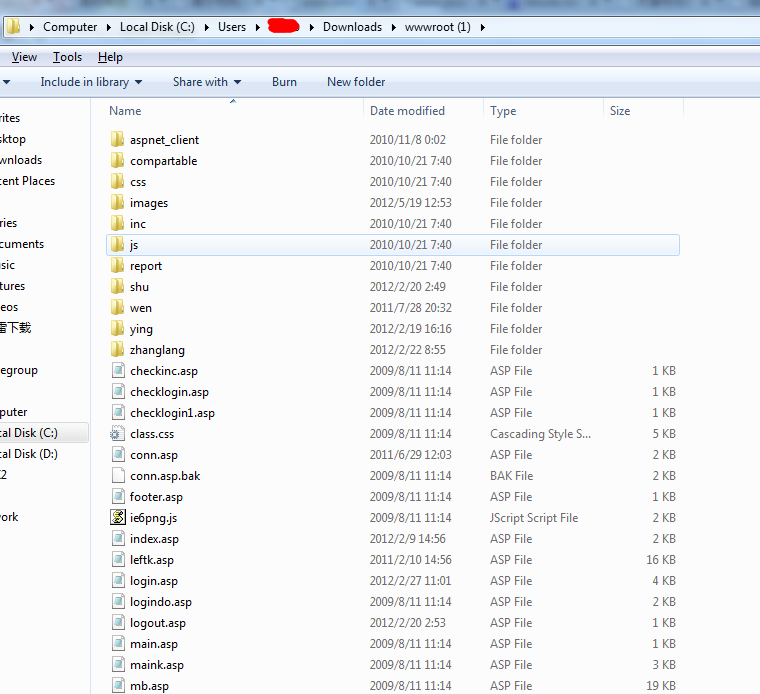 Computer Local Disk (C:) Users Downloads wwwroot (1)
View Tools Help
Include in library Share with Burn New folder
Name Date modified Type Size
rites
sktop
wnloads
cent Places
ries
cuments
sic
tures
eos
雷下载
egroup
puter
cal Disk (C:)
cal Disk (D:)
2
ork
aspnet_client 2010/11/8 0:02 File folder
compartable 2010/10/21 7:40 File folder
css 2010/10/21 7:40 File folder
images 2012/5/19 12:53 File folder
inc 2010/10/21 7:40 File folder
js 2010/10/21 7:40 File folder
report 2010/10/21 7:40 File folder
shu 2012/2/20 2:49 File folder
wen 2011/7/28 20:32 File folder
ying 2012/2/19 16:16 File folder
zhanglang 2012/2/22 8:55 File folder
checkinc.asp 2009/8/11 11:14 ASP File 1 KB
checklogin.asp 2009/8/11 11:14 ASP File 1 KB
checklogin1.asp 2009/8/11 11:14 ASP File 1 KB
class.css 2009/8/11 11:14 Cascading Style S... 5 KB
conn.asp 2011/6/29 12:03 ASP File 2 KB
conn.asp.bak 2009/8/11 11:14 BAK File 2 KB
footer.asp 2009/8/11 11:14 ASP File 1 KB
ie6png.js 2009/8/11 11:14 JScript Script File 2 KB
index.asp 2012/2/9 14:56 ASP File 2 KB
leftk.asp 2011/2/10 14:56 ASP File 16 KB
login.asp 2012/2/27 11:01 ASP File 4 KB
logindo.asp 2009/8/11 11:14 ASP File 2 KB
logout.asp 2012/2/20 2:53 ASP File 1 KB
main.asp 2009/8/11 11:14 ASP File 1 KB
maink.asp 2009/8/11 11:14 ASP File 3 KB
mb.asp 2009/8/11 11:14 ASP File 19 KB